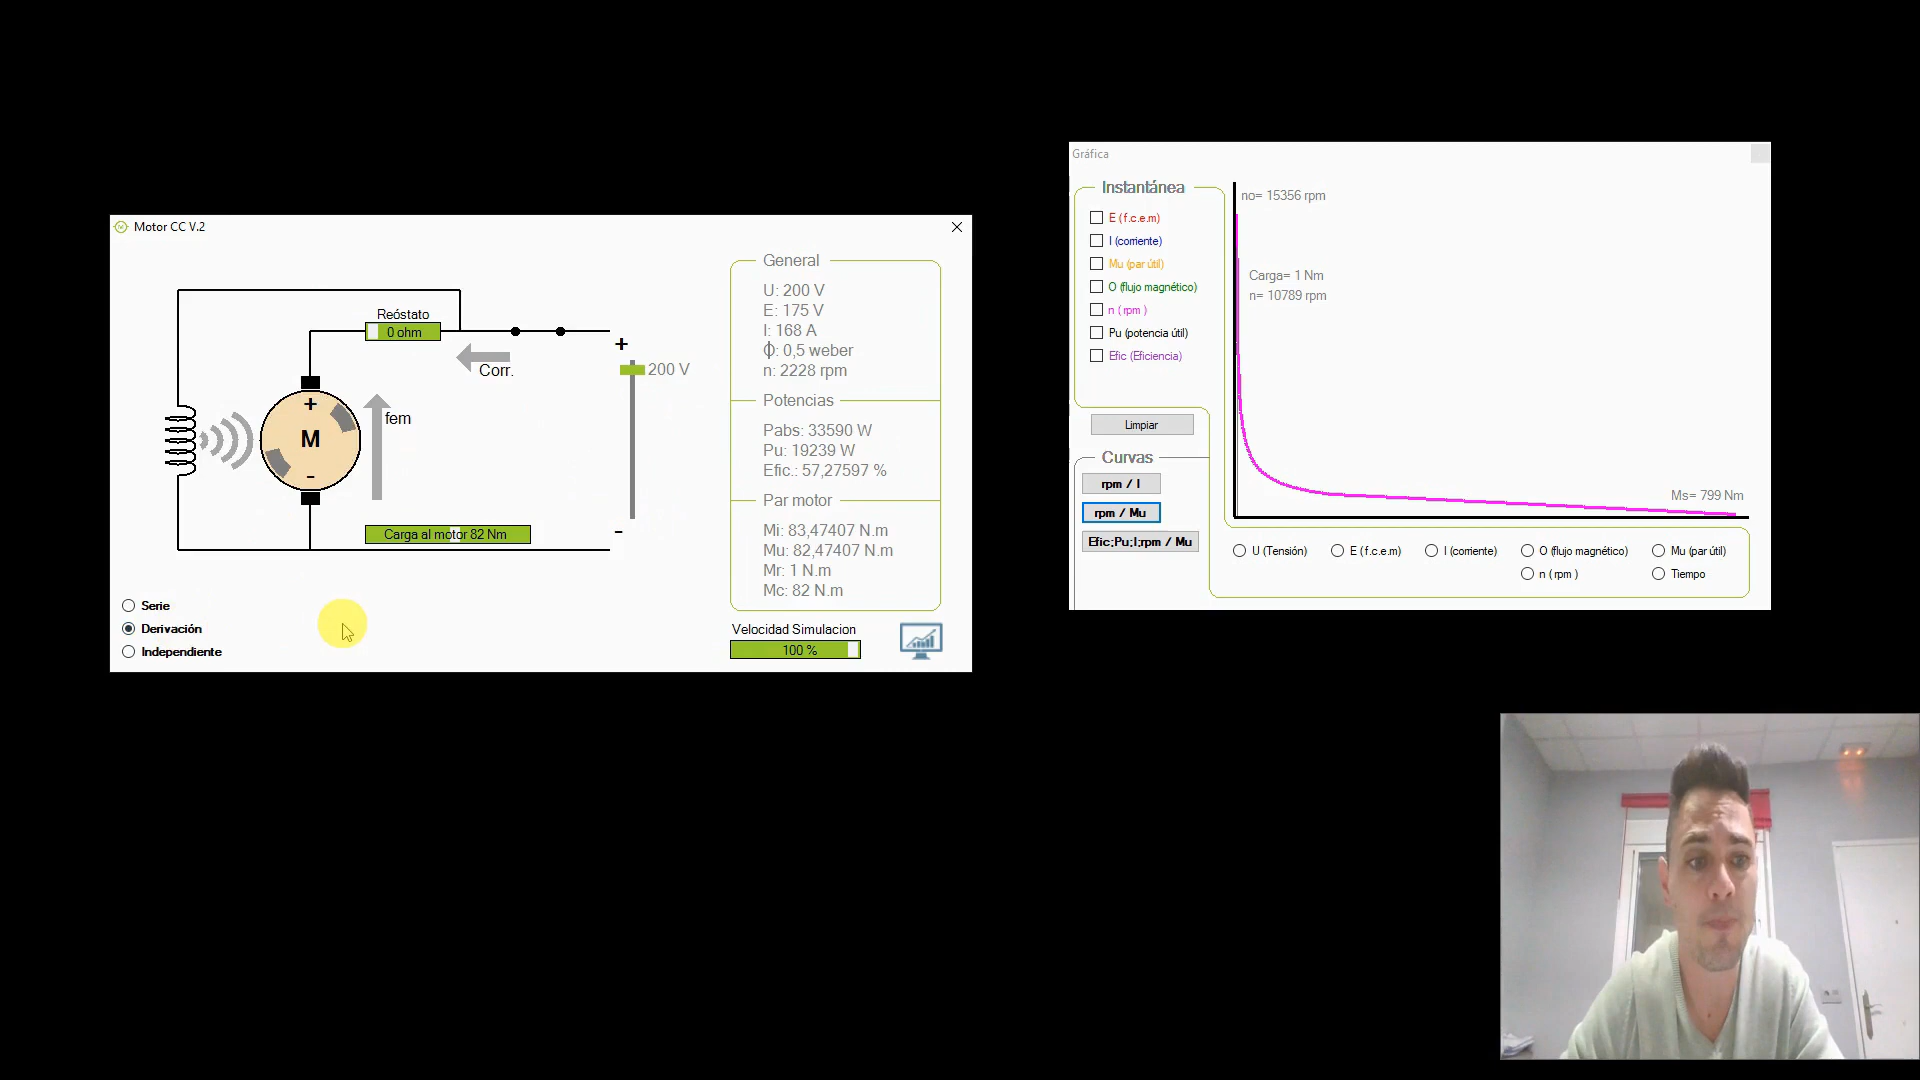 Motor CC V.2
Reóstato
0 ohm
Corr.
+
200 V
fem
+
M
-
Carga al motor 82 Nm
-
Serie
Derivación
Independiente
General
U: 200 V
E: 175 V
I: 168 A
ϕ: 0,5 weber
n: 2228 rpm
Potencias
Pabs: 33590 W
Pu: 19239 W
Efic.: 57,27597 %
Par motor
Mi: 83,47407 N.m
Mu: 82,47407 N.m
Mr: 1 N.m
Mc: 82 N.m
Velocidad Simulacion
100 %
Gráfica
Instantánea
E ( f.c.e.m)
I (corriente)
Mu (par útil)
O (flujo magnético)
n ( rpm )
Pu (potencia útil)
Efic (Eficiencia)
Limpiar
Curvas
rpm / I
rpm / Mu
Efic;Pu;I;rpm / Mu
no= 15356 rpm
Carga= 1 Nm
n= 10789 rpm
Ms= 799 Nm
U (Tensión)
E ( f.c.e.m)
I (corriente)
O (flujo magnético)
Mu (par útil)
n ( rpm )
Tiempo